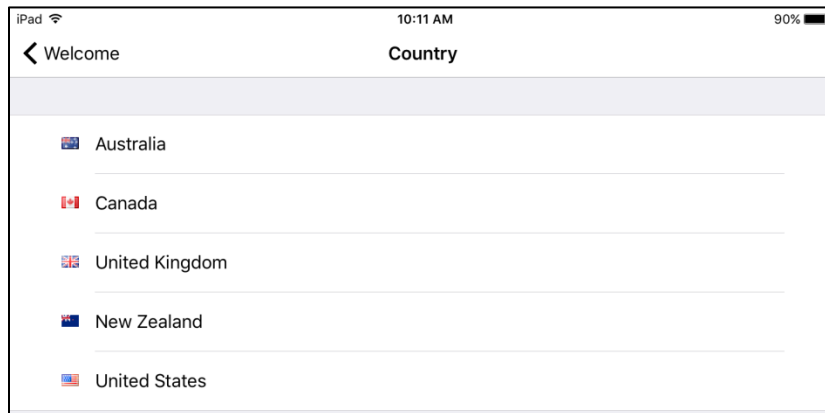 iPad
10:11 AM
90%
Welcome
Country
Australia
Canada
United Kingdom
New Zealand
United States